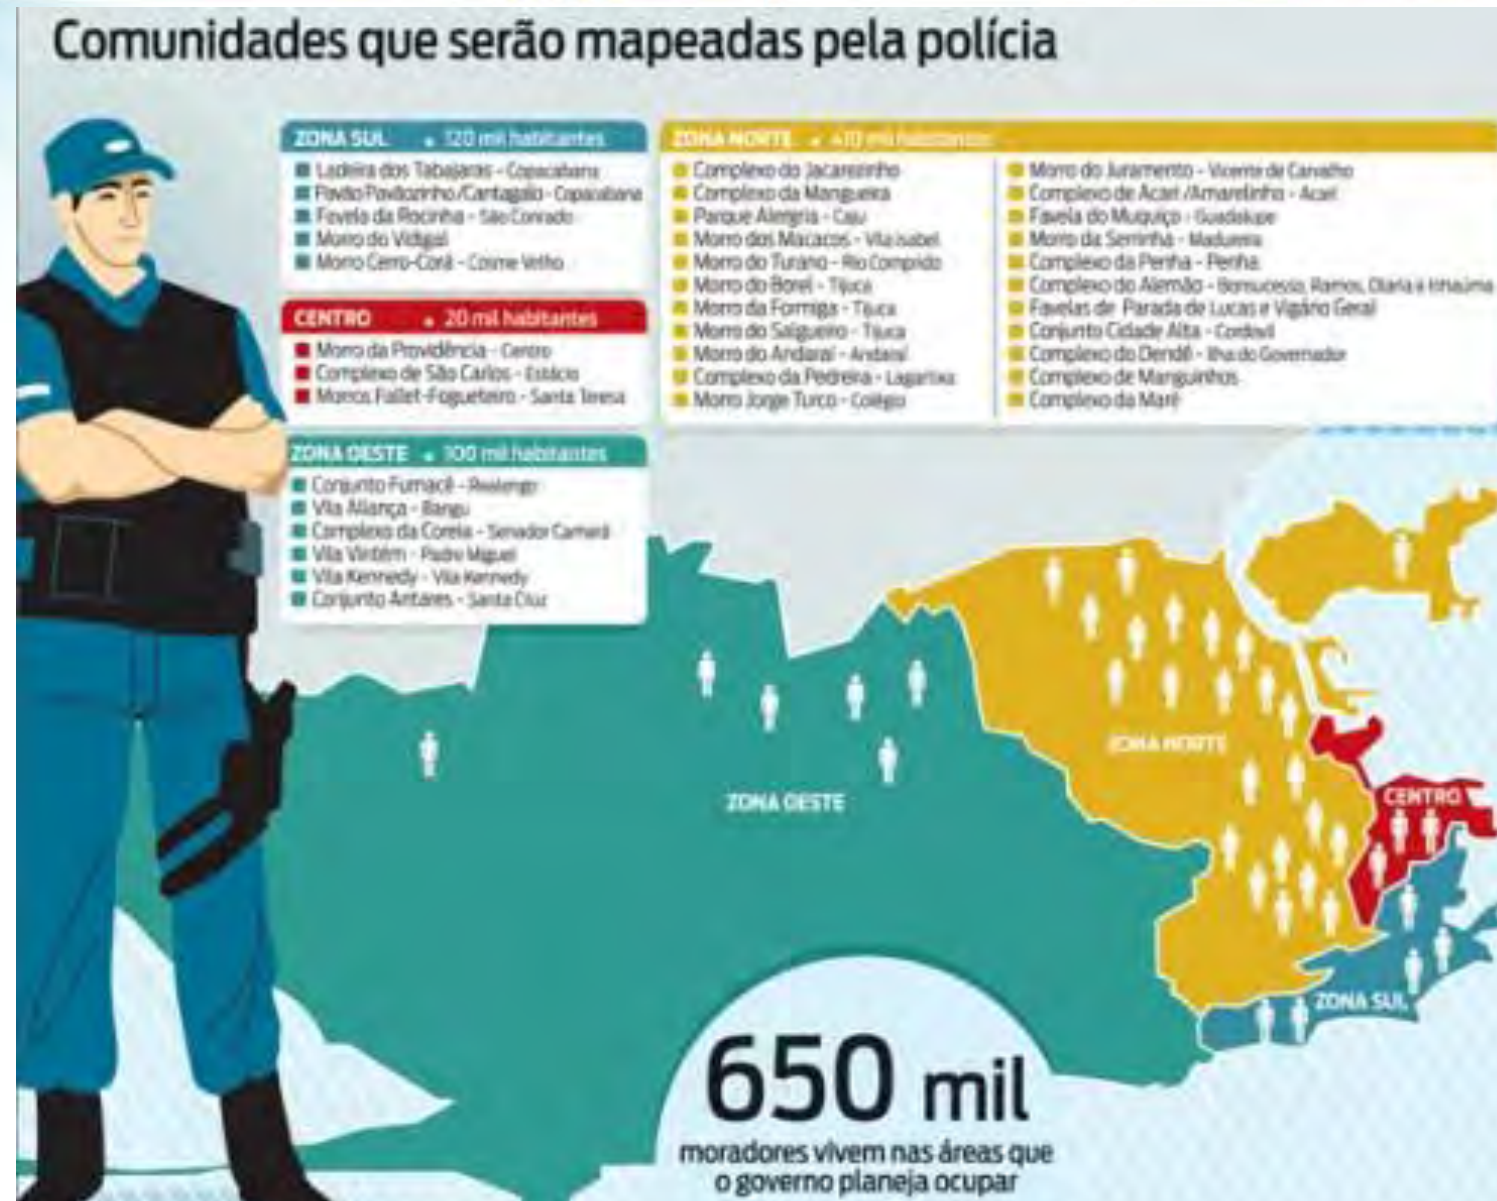 Comunidades que serão mapeadas pela polícia
ZONA SUL • 120 mil habitantes
Ladeira dos Tabajaras - Copacabana
Pavão Pavãozinho/Cantagalo - Copacabana
Favela da Rocinha - São Conrado
Morro do Vidigal
Morro Cerro-Corá - Cosme Velho
CENTRO • 20 mil habitantes
Morro da Providência - Centro
Complexo de São Carlos - Estácio
Morros Fallet-Fogueteiro - Santa Teresa
ZONA OESTE • 100 mil habitantes
Conjunto Fumacê - Realengo
Vila Aliança - Bangu
Complexo da Coreia - Senador Camará
Vila Vintém - Padre Miguel
Vila Kennedy - Vila Kennedy
Conjunto Antares - Santa Cruz
ZONA NORTE • 410 mil habitantes
Complexo do Jacarezinho
Complexo da Mangueira
Parque Alegria - Caju
Morro dos Macacos - Vila Isabel
Morro do Turano - Rio Comprido
Morro do Borel - Tijuca
Morro da Formiga - Tijuca
Morro do Salgueiro - Tijuca
Morro do Andaraí - Andaraí
Complexo da Pedreira - Lagartixa
Morro Jorge Turco - Colégio
Morro do Juramento - Vicente de Carvalho
Complexo de Acari/Amarelinho - Acari
Favela do Muquiço - Guadalupe
Morro da Serrinha - Madureira
Complexo da Penha - Penha
Complexo do Alemão - Bonsucesso, Ramos, Olaria e Inhaúma
Favelas de Parada de Lucas e Vigário Geral
Conjunto Cidade Alta - Cordovil
Complexo do Dendê - Ilha do Governador
Complexo de Manguinhos
Complexo da Maré
ZONA NORTE
CENTRO
ZONA OESTE
ZONA SUL
650 mil
moradores vivem nas áreas que
o governo planeja ocupar